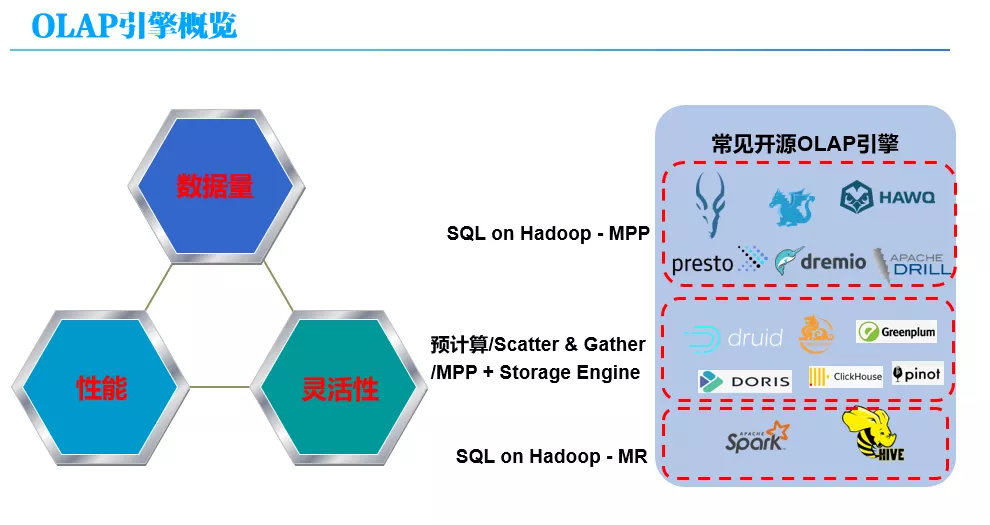 OLAP引擎概览
数据量
性能
灵活性
常见开源OLAP引擎
SQL on Hadoop - MPP
HAWQ
presto
dremio
APACHE
DRILL
预计算/Scatter & Gather
/MPP + Storage Engine
druid
Greenplum
DORIS
ClickHouse
pinot
SQL on Hadoop - MR
APACHE
Spark
HIVE